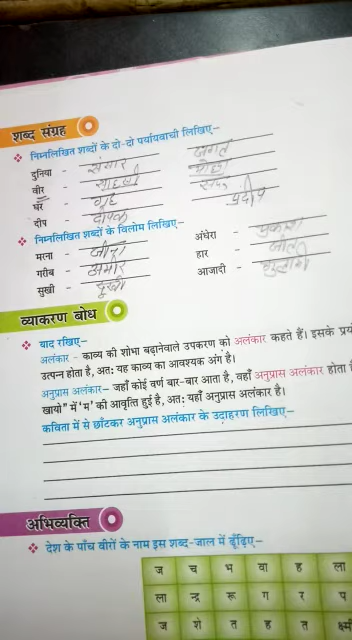 शब्द संग्रह
❖ निम्नलिखित शब्दों के दो-दो पर्यायवाची लिखिए–
दुनिया - संसार जगत
वीर - साहसी योद्धा
घर - गृह सदन
दीप - दीपक प्रदीप
❖ निम्नलिखित शब्दों के विलोम लिखिए–
मरना - जीना अंधेरा - प्रकाश
गरीब - अमीर हार - जीत
सुखी - दुखी आजादी - गुलामी
व्याकरण बोध
❖ याद रखिए–
अलंकार - काव्य की शोभा बढ़ानेवाले उपकरण को अलंकार कहते हैं। इसके
उत्पन्न होता है, अतः यह काव्य का आवश्यक अंग है।
अनुप्रास अलंकार– जहाँ कोई वर्ण बार-बार आता है, वहाँ अनुप्रास अलंकार होता
खायो" में 'म' की आवृत्ति हुई है, अतः यहाँ अनुप्रास अलंकार है।
कविता में से छाँटकर अनुप्रास अलंकार के उदाहरण लिखिए–
अभिव्यक्ति
❖ देश के पाँच वीरों के नाम इस शब्द-जाल में ढूँढ़िए–
ज च भ वा ह ला
ला न्द्र रू ग र प
ज शे त ह त क्ष्मी